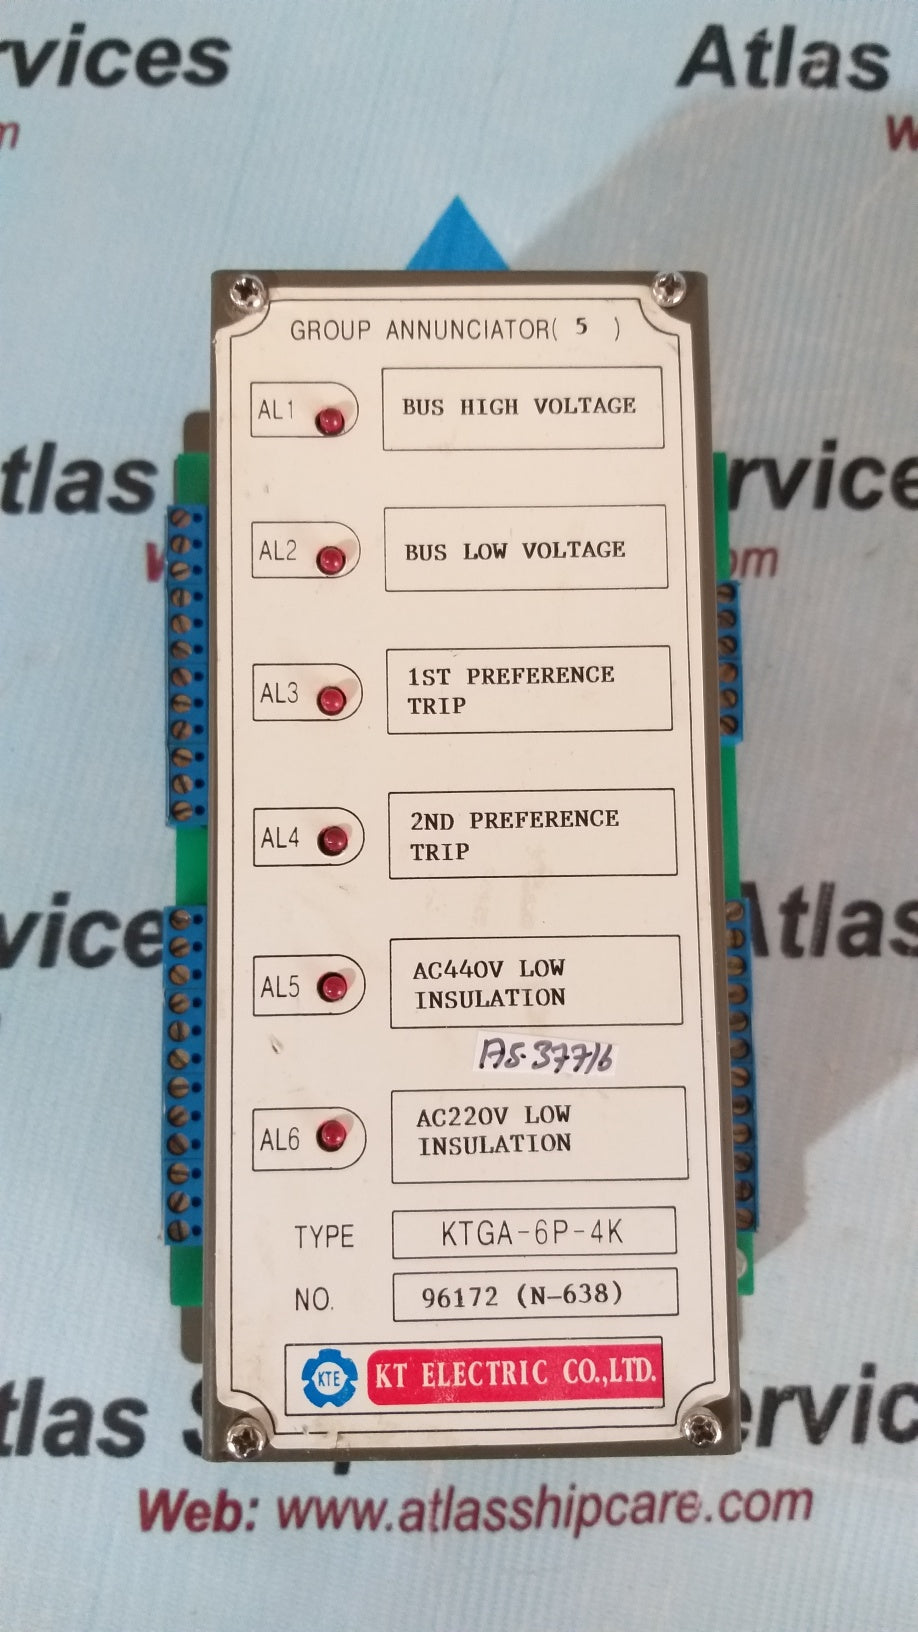 rvices
Atlas
m
w
GROUP ANNUNCIATOR( 5 )
AL1
BUS HIGH VOLTAGE
tlas
rvice
AL2
BUS LOW VOLTAGE
w
om
AL3
1ST PREFERENCE
TRIP
AL4
2ND PREFERENCE
TRIP
vice
Atlas
AL5
AC440V LOW
INSULATION
AS-37716
AL6
AC220V LOW
INSULATION
TYPE
KTGA-6P-4K
NO.
96172 (N-638)
KTE
KT ELECTRIC CO.,LTD.
tlas S
ervic
Web: www.atlasshipcare.com